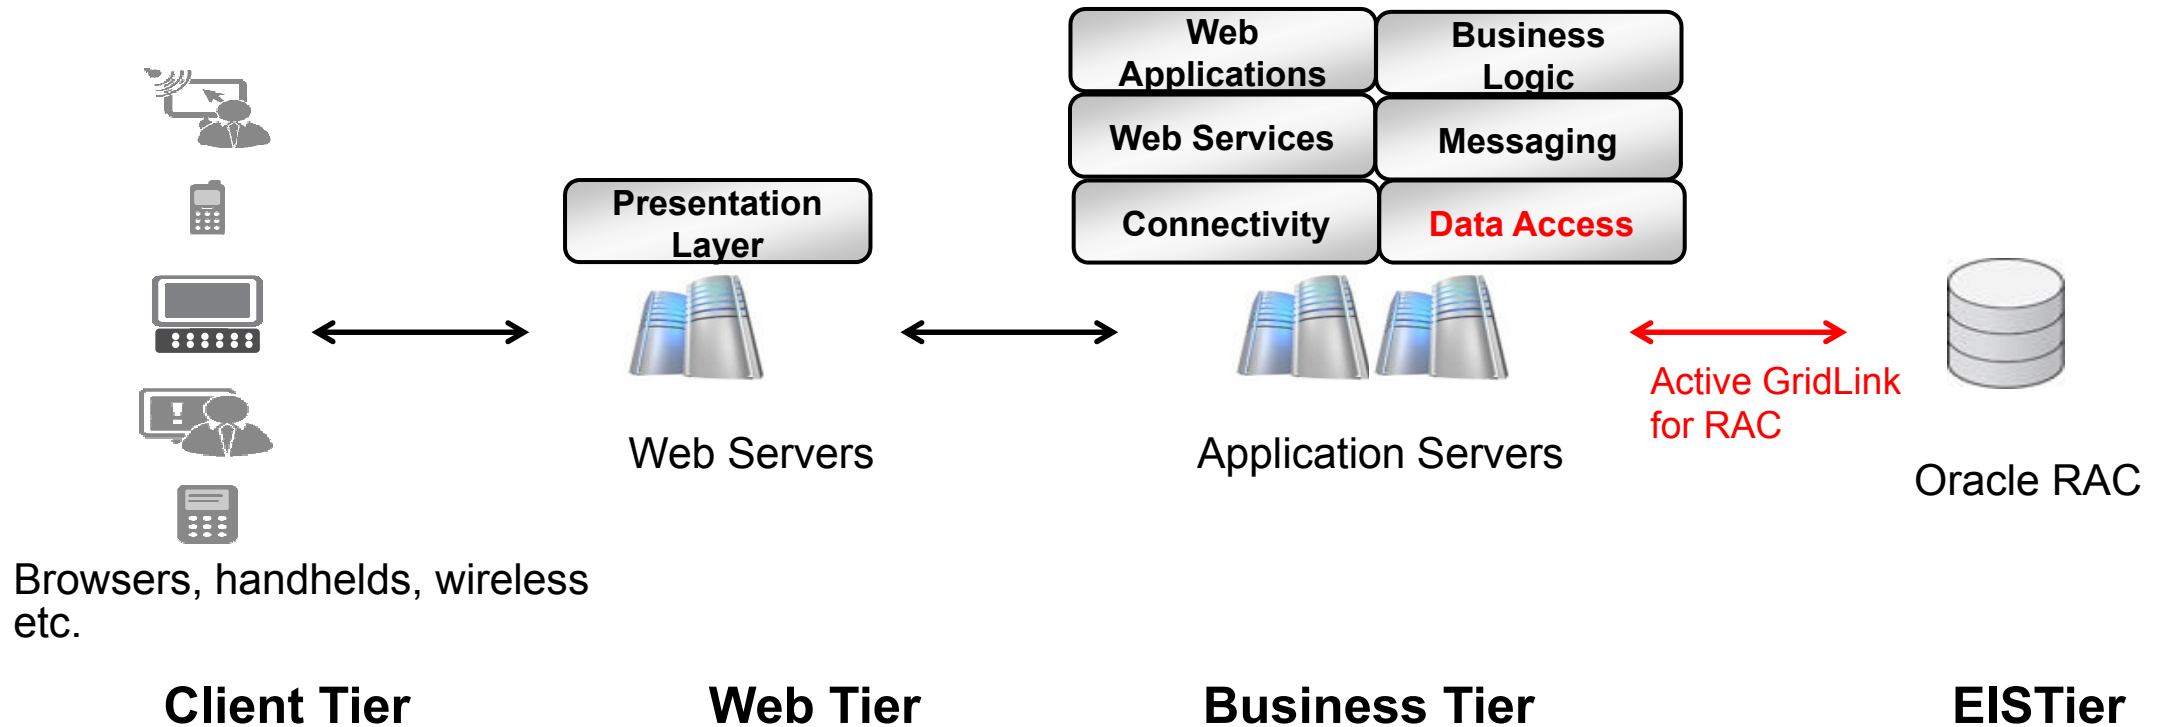 Web
Applications
Business
Logic
Web Services
Messaging
Presentation
Layer
Connectivity
Data Access
Active GridLink
for RAC
Web Servers
Application Servers
Oracle RAC
Browsers, handhelds, wireless
etc.
Client Tier
Web Tier
Business Tier
EISTier